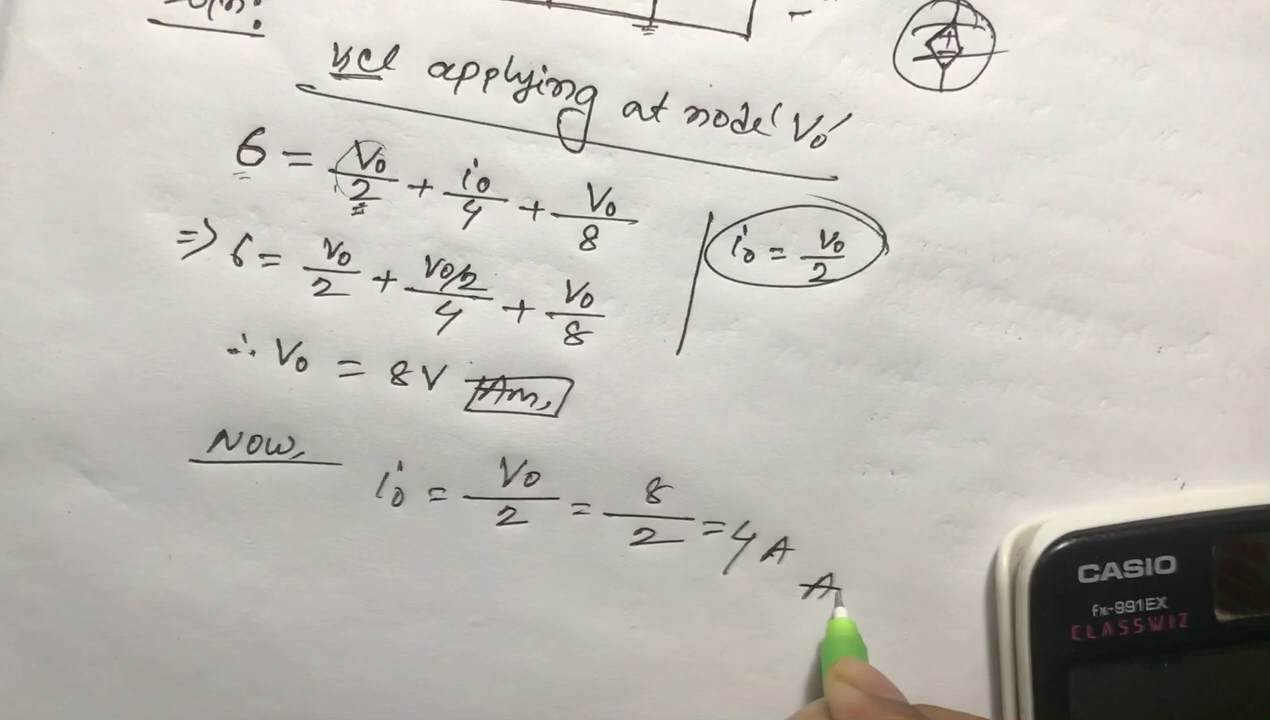 KCL applying at node 'V₀'
6 = V₀/2 + i₀/4 + V₀/8
i₀ = V₀/2
⇒ 6 = V₀/2 + (V₀/2)/4 + V₀/8
∴ V₀ = 8V Ans,
Now,
i₀ = V₀/2 = 8/2 = 4 A
A
CASIO
fx-991EX
CLASSWIZ